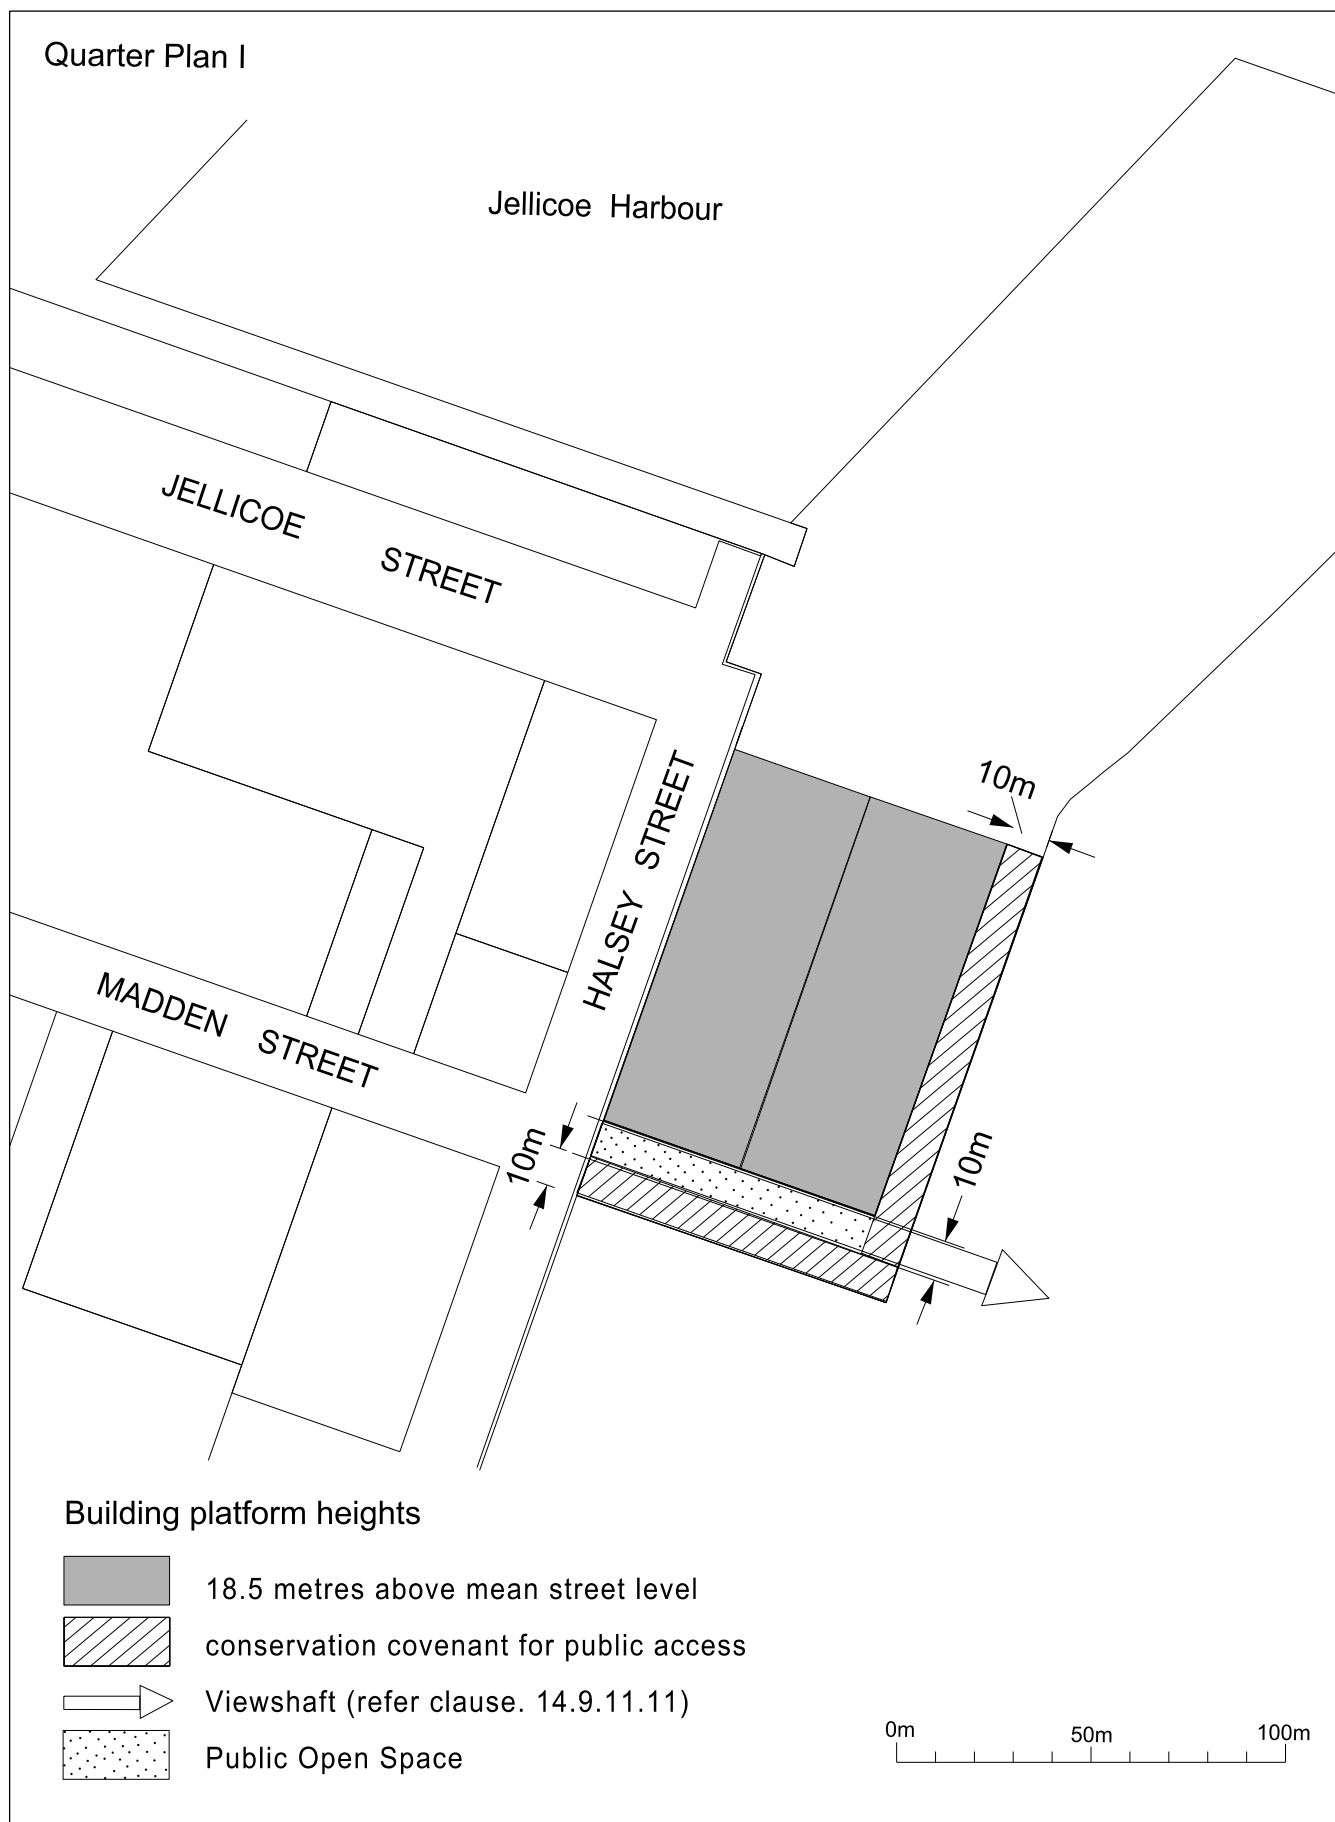 Quarter Plan I
Jellicoe Harbour
JELLICOE STREET
10m
HALSEY STREET
MADDEN STREET
10m
10m
Building platform heights
18.5 metres above mean street level
conservation covenant for public access
Viewshaft (refer clause. 14.9.11.11)
Public Open Space
0m 50m 100m